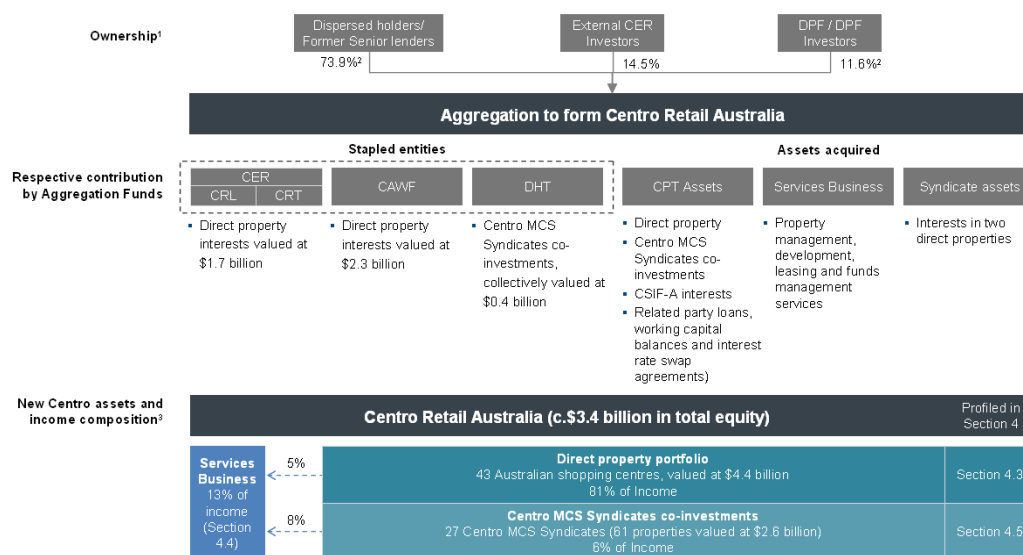 Ownership¹
Dispersed holders/
Former Senior lenders
External CER
Investors
DPF / DPF
Investors
73.9%²
14.5%
11.6%²
Aggregation to form Centro Retail Australia
Stapled entities
Assets acquired
Respective contribution
by Aggregation Funds
CER
CRL
CRT
CAWF
DHT
CPT Assets
Services Business
Syndicate assets
▪ Direct property
interests valued at
$1.7 billion
▪ Direct property
interests valued at
$2.3 billion
▪ Centro MCS
Syndicates co-
investments,
collectively valued at
$0.4 billion
▪ Direct property
▪ Centro MCS
Syndicates co-
investments
▪ CSIF-A interests
▪ Related party loans,
working capital
balances and interest
rate swap
agreements)
▪ Property
management,
development,
leasing and funds
management
services
▪ Interests in two
direct properties
New Centro assets and
income composition³
Centro Retail Australia (c.$3.4 billion in total equity)
Profiled in
Section 4
Services
Business
13% of
income
(Section
4.4)
5%
Direct property portfolio
43 Australian shopping centres, valued at $4.4 billion
81% of Income
Section 4.3
8%
Centro MCS Syndicates co-investments
27 Centro MCS Syndicates (61 properties valued at $2.6 billion)
6% of Income
Section 4.5